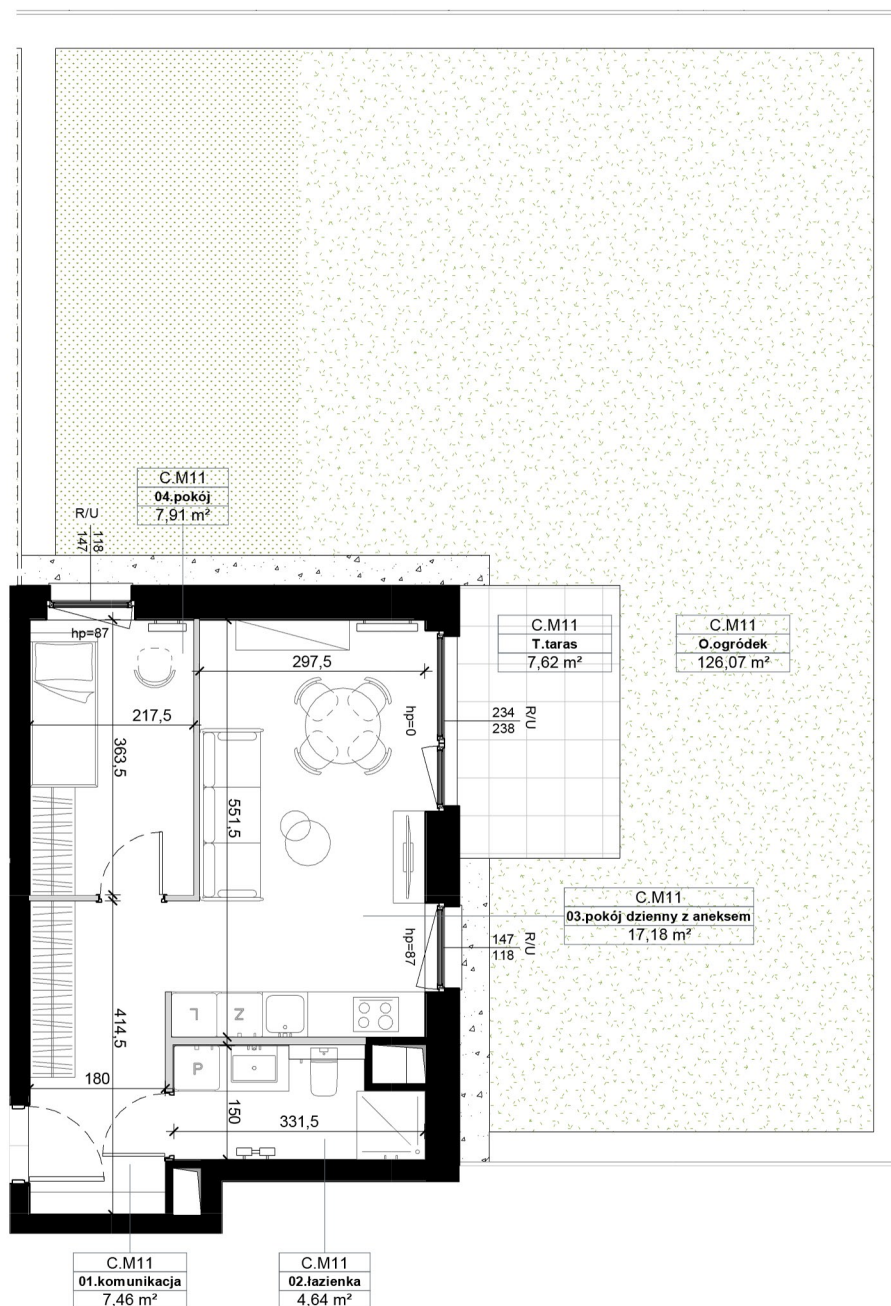 C.M11
04.pokój
7,91 m²
R/U
118
147
hp=87
C.M11
T.taras
7,62 m²
C.M11
O.ogródek
126,07 m²
297,5
217,5
363,5
hp=0
234
238
R/U
551,5
C.M11
03.pokój dzienny z aneksem
17,18 m²
hp=87
147
118
R/U
L
Z
414,5
P
180
150
331,5
C.M11
01.komunikacja
7,46 m²
C.M11
02.łazienka
4,64 m²